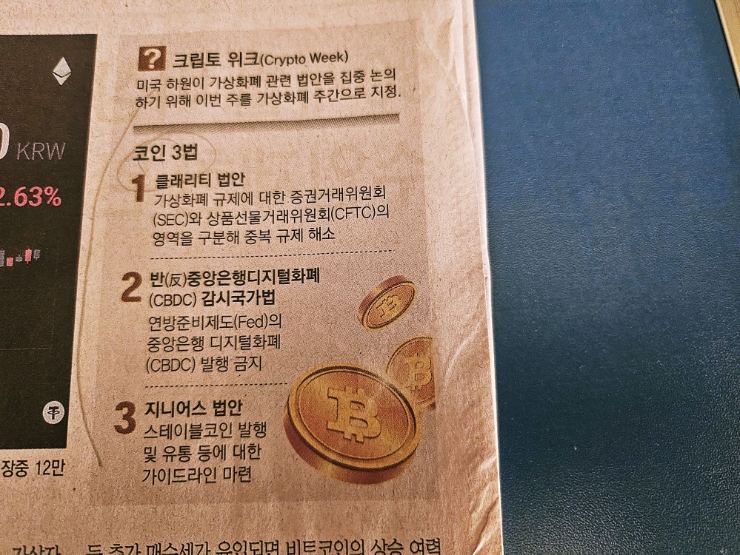 ? 크립토 위크(Crypto Week)
미국 하원이 가상화폐 관련 법안을 집중 논의
하기 위해 이번 주를 가상화폐 주간으로 지정.
0 KRW
코인 3법
2.63%
1 클래리티 법안
가상화폐 규제에 대한 증권거래위원회
(SEC)와 상품선물거래위원회(CFTC)의
영역을 구분해 중복 규제 해소
2 반(反)중앙은행디지털화폐
(CBDC) 감시국가법
연방준비제도(Fed)의
중앙은행 디지털화폐
(CBDC) 발행 금지
3 지니어스 법안
스테이블코인 발행
및 유통 등에 대한
가이드라인 마련
장중 12만
등 추가 매수세가 유입되면 비트코인의 상승 여력